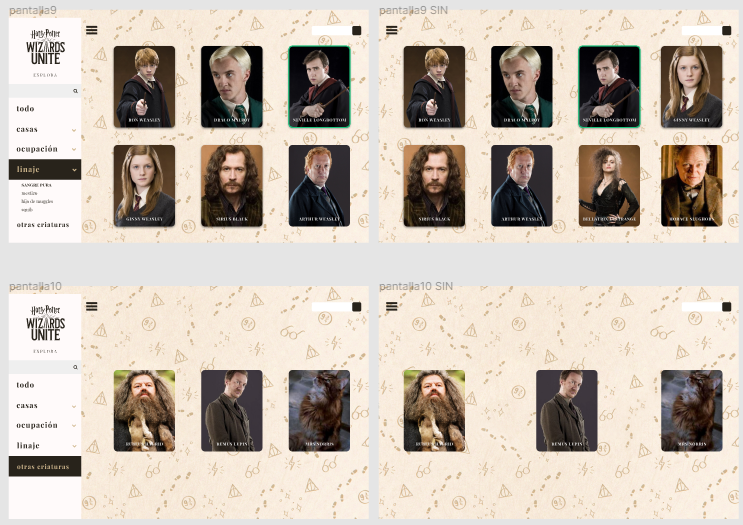 pantalla9
Harry Potter
WIZARDS
UNITE
EXPLORA
todo
casas
ocupación
linaje
SANGRE PURA
mestizo
hijo de muggles
squib
otras criaturas
RON WEASLEY
DRACO MALFOY
NEVILLE LONGBOTTOM
GINNY WEASLEY
SIRIUS BLACK
ARTHUR WEASLEY
pantalla9 SIN
RON WEASLEY
DRACO MALFOY
NEVILLE LONGBOTTOM
GINNY WEASLEY
SIRIUS BLACK
ARTHUR WEASLEY
BELLATRIX LESTRANGE
HORACE SLUGHORN
pantalla10
Harry Potter
WIZARDS
UNITE
EXPLORA
todo
casas
ocupación
linaje
otras criaturas
RUBEUS HAGRID
REMUS LUPIN
MRS NORRIS
pantalla10 SIN
RUBEUS HAGRID
REMUS LUPIN
MRS NORRIS